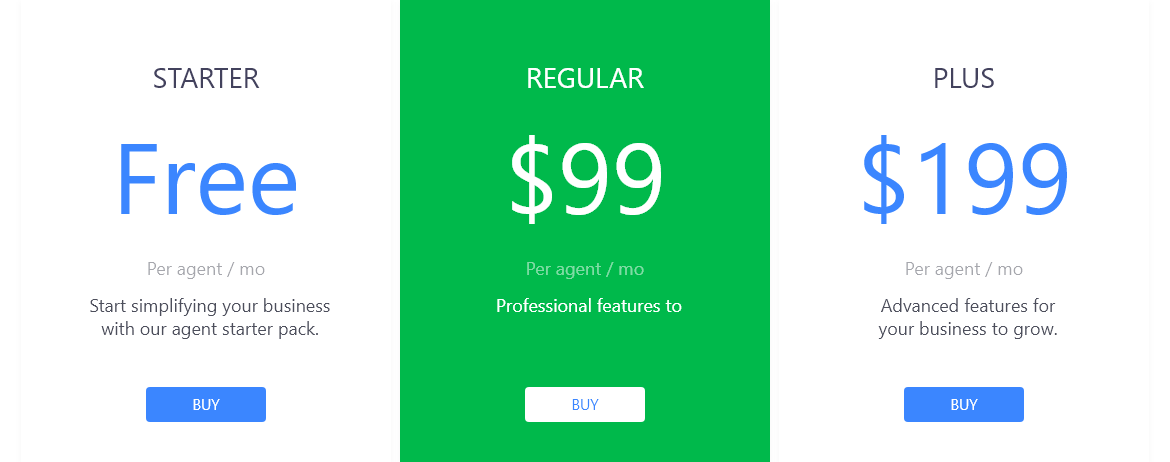 STARTER
Free
Per agent / mo
Start simplifying your business
with our agent starter pack.
BUY
REGULAR
$99
Per agent / mo
Professional features to
BUY
PLUS
$199
Per agent / mo
Advanced features for
your business to grow.
BUY